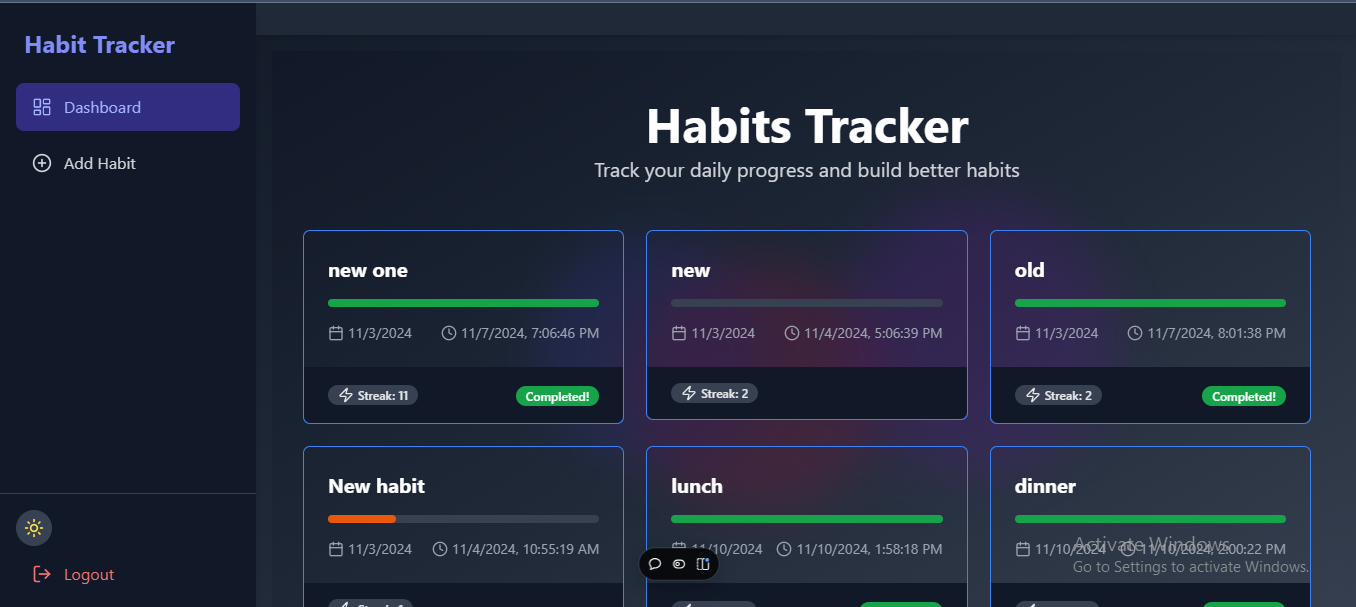 Habit Tracker
Dashboard
Add Habit
Logout
Habits Tracker
Track your daily progress and build better habits
new one
11/3/2024 11/7/2024, 7:06:46 PM
Streak: 11 Completed!
new
11/3/2024 11/4/2024, 5:06:39 PM
Streak: 2
old
11/3/2024 11/7/2024, 8:01:38 PM
Streak: 2 Completed!
New habit
11/3/2024 11/4/2024, 10:55:19 AM
lunch
11/10/2024 11/10/2024, 1:58:18 PM
dinner
11/10/2024 11/10/2024, 2:00:22 PM
Activate Windows
Go to Settings to activate Windows.